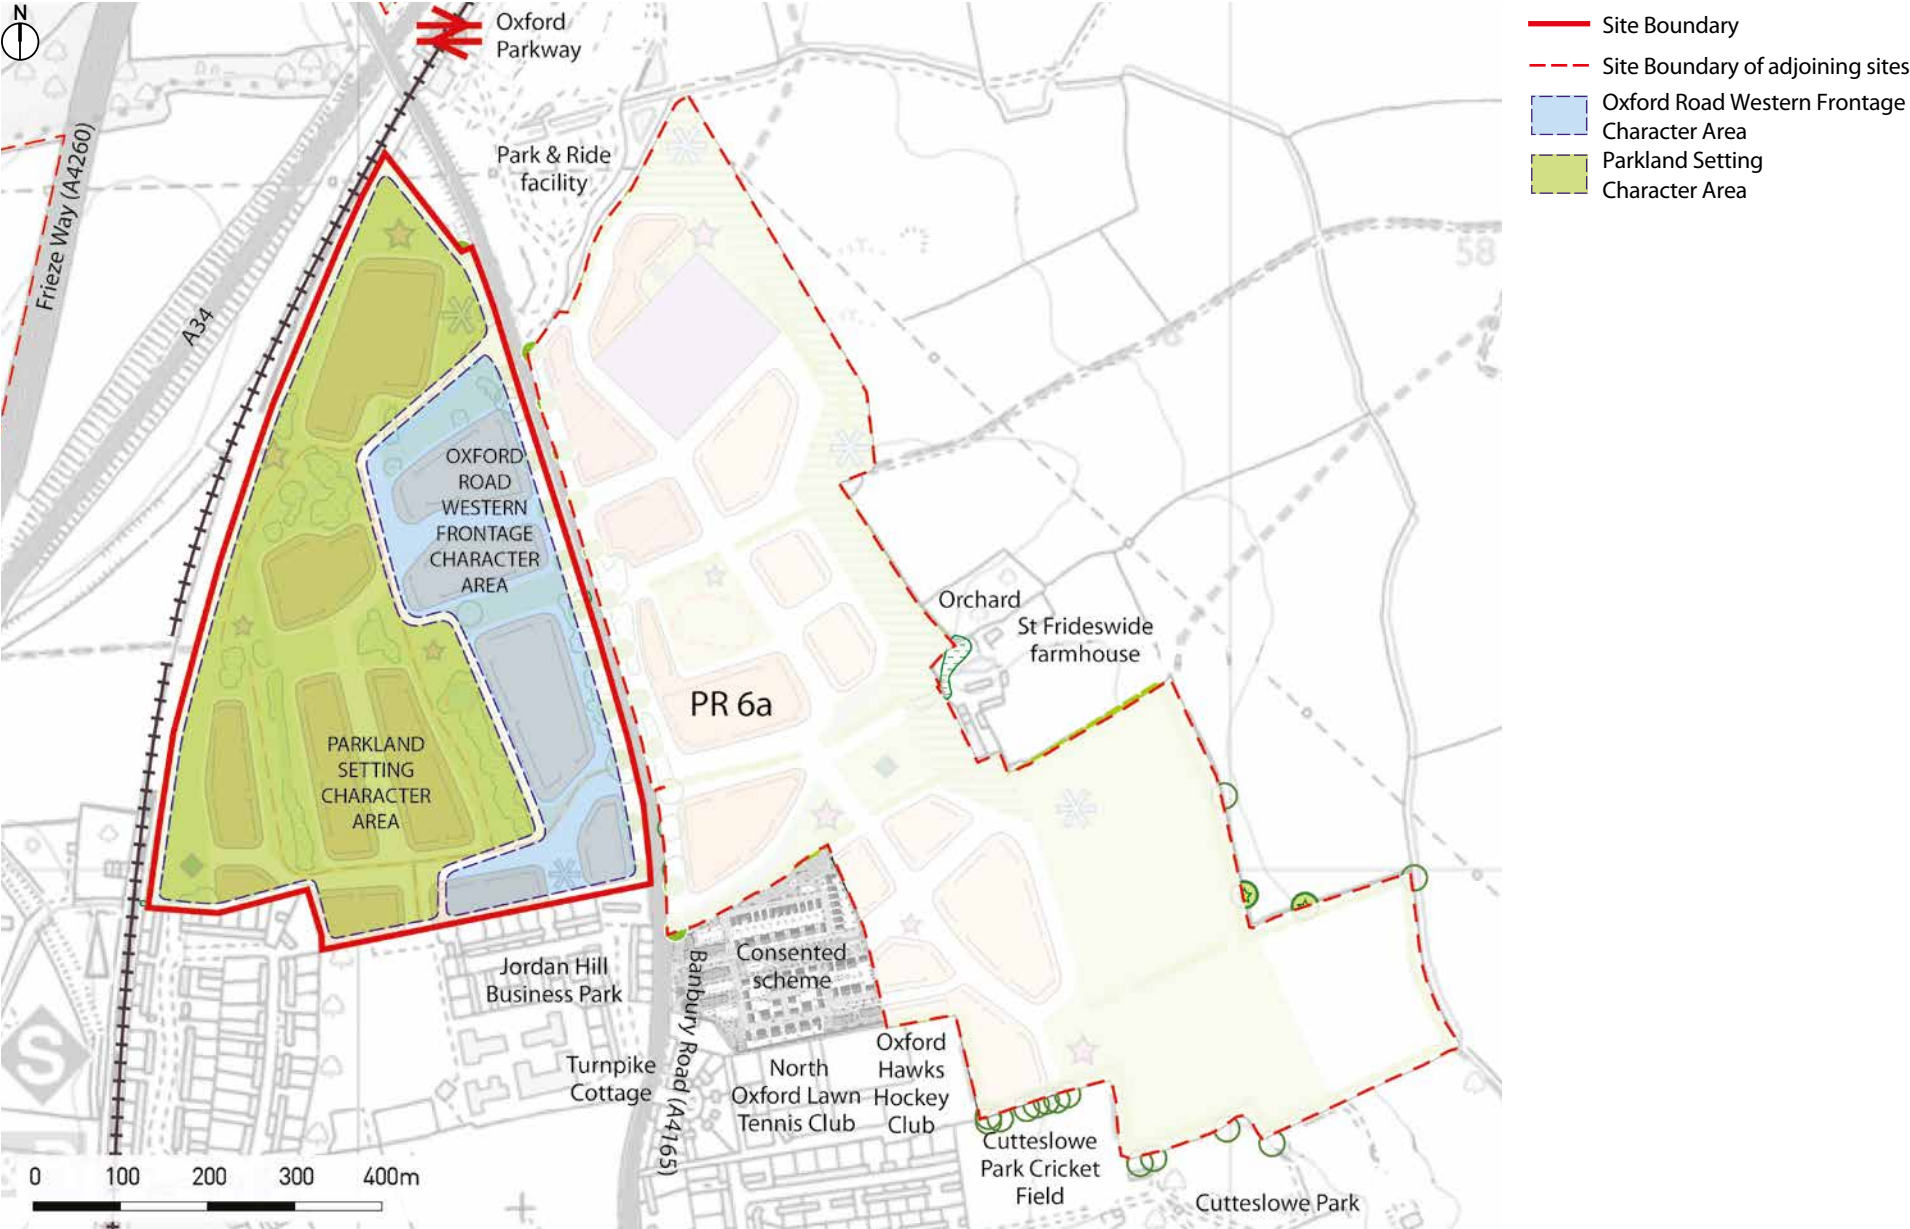 N
Oxford
Parkway
Site Boundary
Site Boundary of adjoining sites
Oxford Road Western Frontage
Character Area
Parkland Setting
Character Area
Park & Ride
facility
Frieze Way (A4260)
A34
58
OXFORD
ROAD
WESTERN
FRONTAGE
CHARACTER
AREA
Orchard
St Frideswide
farmhouse
PR 6a
PARKLAND
SETTING
CHARACTER
AREA
Consented
scheme
Jordan Hill
Business Park
Banbury Road (A4165)
Turnpike
Cottage
North
Oxford Lawn
Tennis Club
Oxford
Hawks
Hockey
Club
Cutteslowe
Park Cricket
Field
Cutteslowe Park
S
0 100 200 300 400m